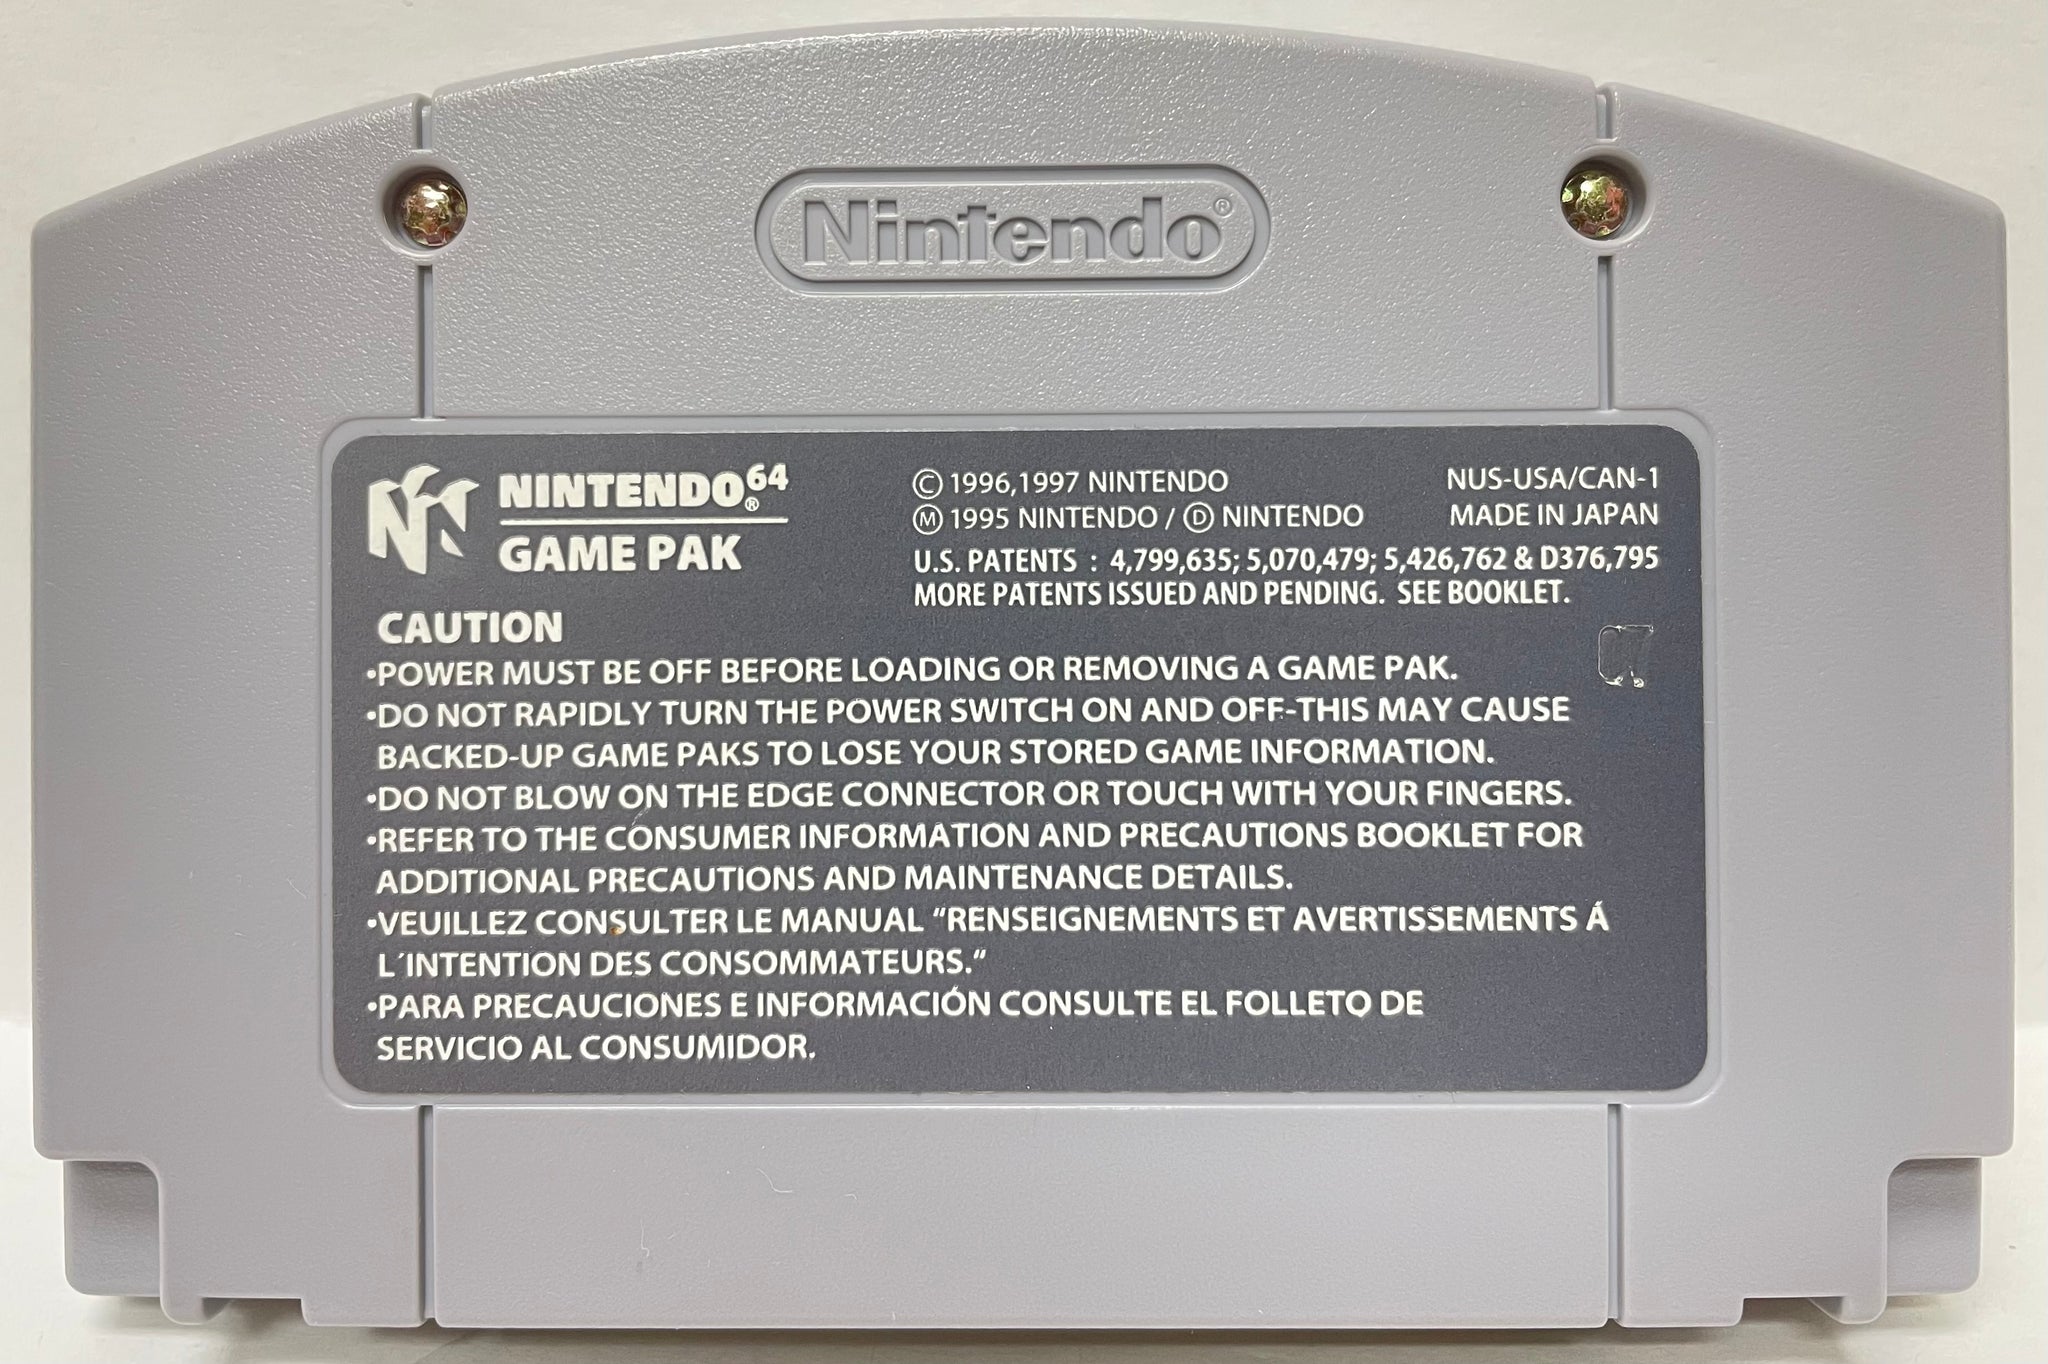 Nintendo®
NINTENDO64®
GAME PAK
Ⓒ 1996,1997 NINTENDO
Ⓜ 1995 NINTENDO / Ⓓ NINTENDO
NUS-USA/CAN-1
MADE IN JAPAN
U.S. PATENTS : 4,799,635; 5,070,479; 5,426,762 & D376,795
MORE PATENTS ISSUED AND PENDING. SEE BOOKLET.
CAUTION
•POWER MUST BE OFF BEFORE LOADING OR REMOVING A GAME PAK.
•DO NOT RAPIDLY TURN THE POWER SWITCH ON AND OFF-THIS MAY CAUSE
BACKED-UP GAME PAKS TO LOSE YOUR STORED GAME INFORMATION.
•DO NOT BLOW ON THE EDGE CONNECTOR OR TOUCH WITH YOUR FINGERS.
•REFER TO THE CONSUMER INFORMATION AND PRECAUTIONS BOOKLET FOR
ADDITIONAL PRECAUTIONS AND MAINTENANCE DETAILS.
•VEUILLEZ CONSULTER LE MANUAL “RENSEIGNEMENTS ET AVERTISSEMENTS Á
L´INTENTION DES CONSOMMATEURS.”
•PARA PRECAUCIONES E INFORMACIÓN CONSULTE EL FOLLETO DE
SERVICIO AL CONSUMIDOR.